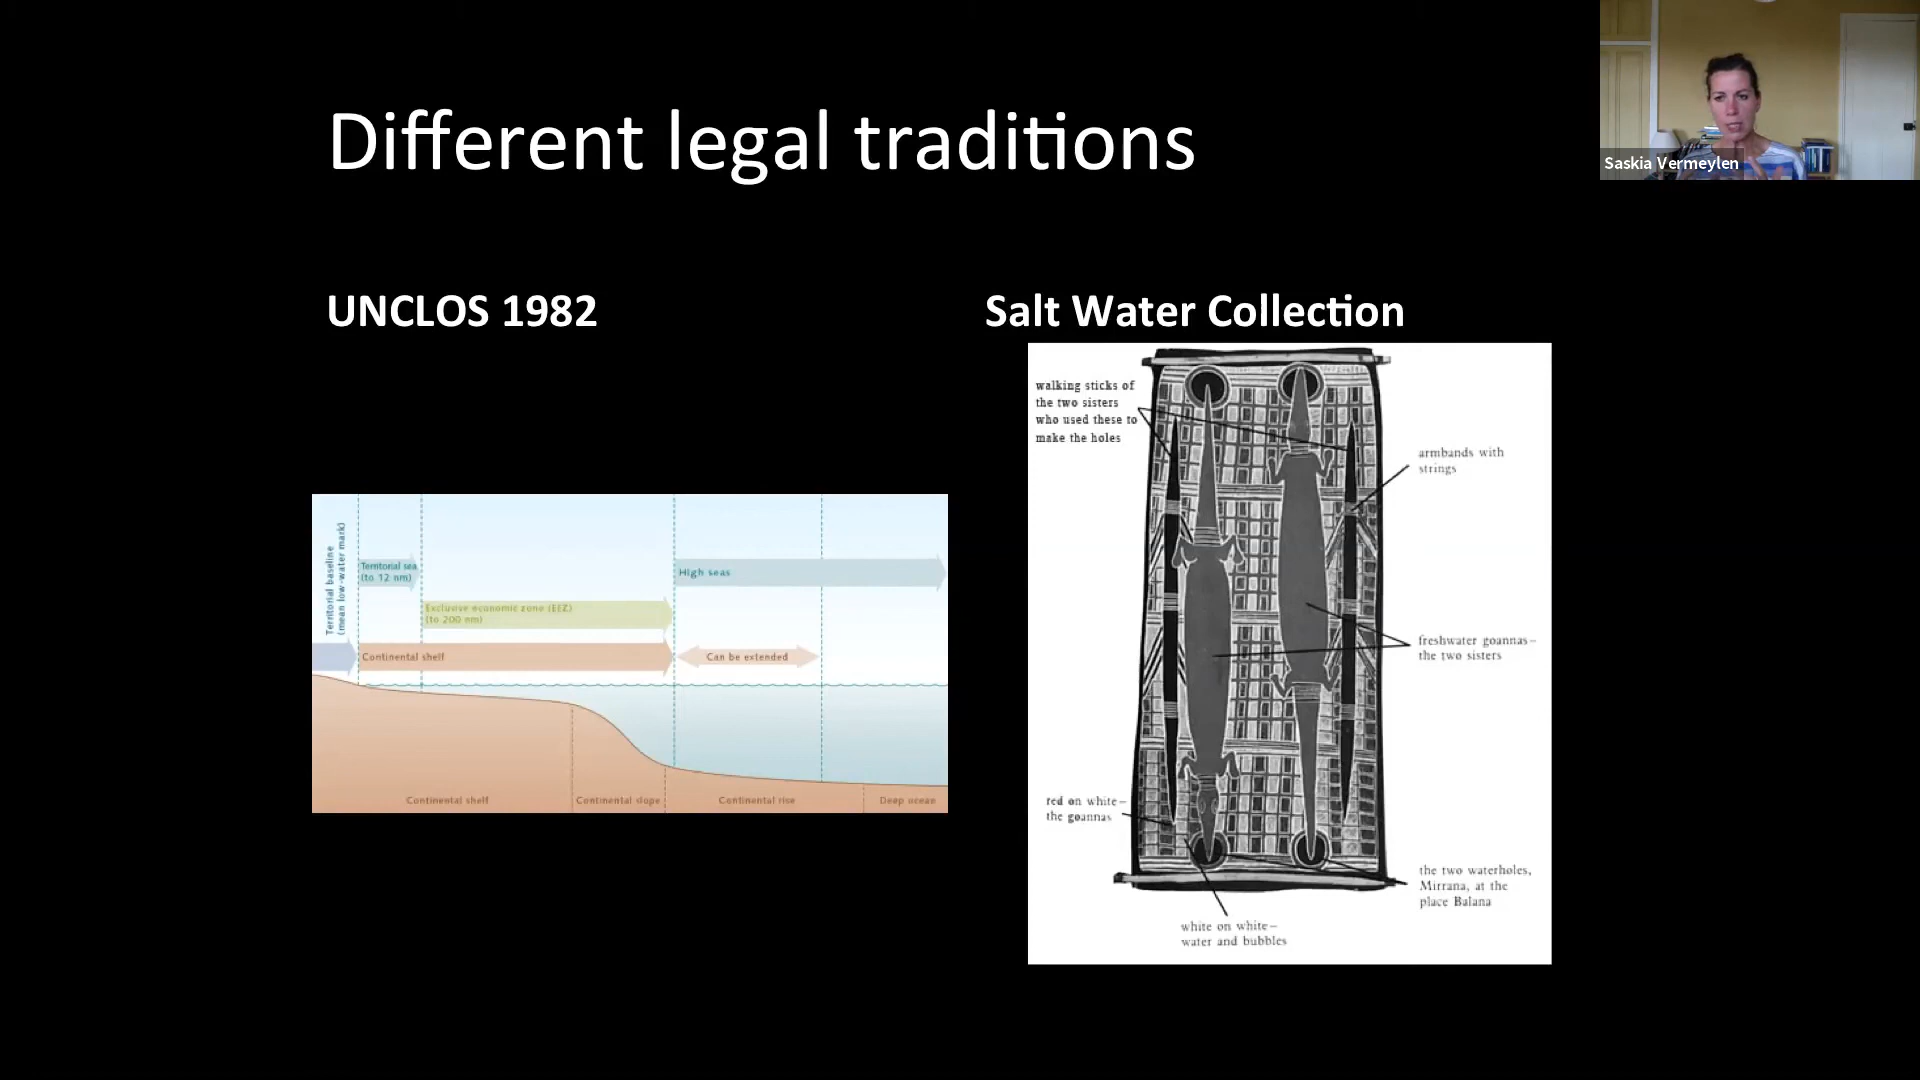 Different legal traditions
Saskia Vermeylen
UNCLOS 1982
Territorial baseline
(mean low-water mark)
Territorial sea
(to 12 nm)
High seas
Exclusive economic zone (EEZ)
(to 200 nm)
Continental shelf
Can be extended
Continental shelf
Continental slope
Continental rise
Deep ocean
Salt Water Collection
walking sticks of
the two sisters
who used these to
make the holes
armbands with
strings
freshwater goannas–
the two sisters
red on white–
the goannas
the two waterholes,
Mirrana, at the
place Balana
white on white–
water and bubbles